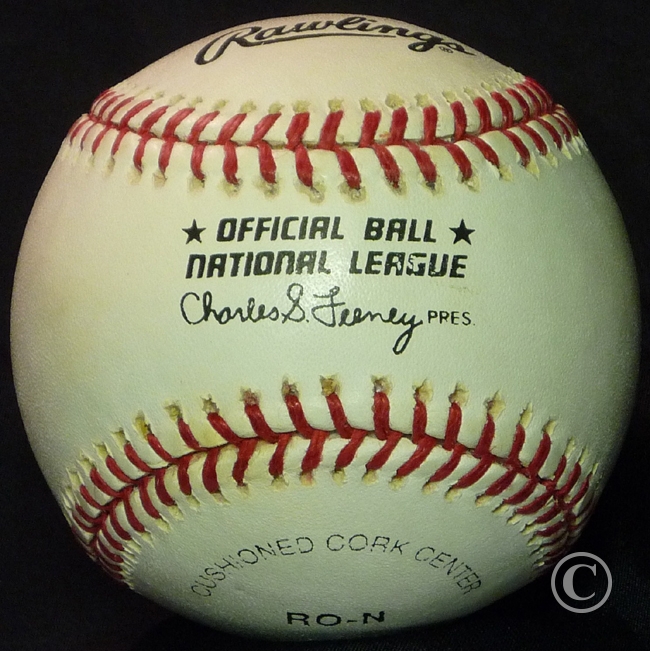 Rawlings®
★ OFFICIAL BALL ★
NATIONAL LEAGUE
Charles S. Feeney PRES.
CUSHIONED CORK CENTER
RO-N
©